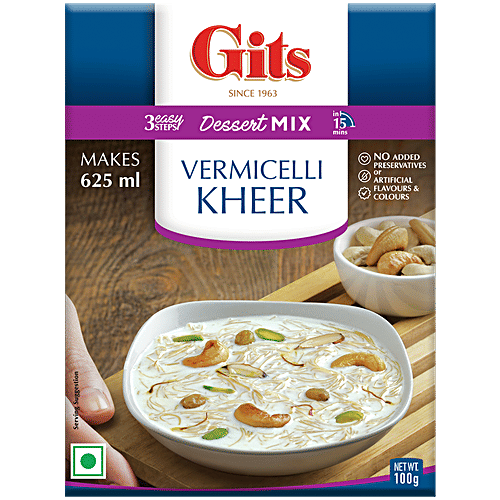 Gits
SINCE 1963
3 easy STEPS!
Dessert MIX
in 15 mins
MAKES
625 ml
VERMICELLI
KHEER
NO ADDED
PRESERVATIVES
or
ARTIFICIAL
FLAVOURS &
COLOURS
Serving Suggestion
NET WT.
100g